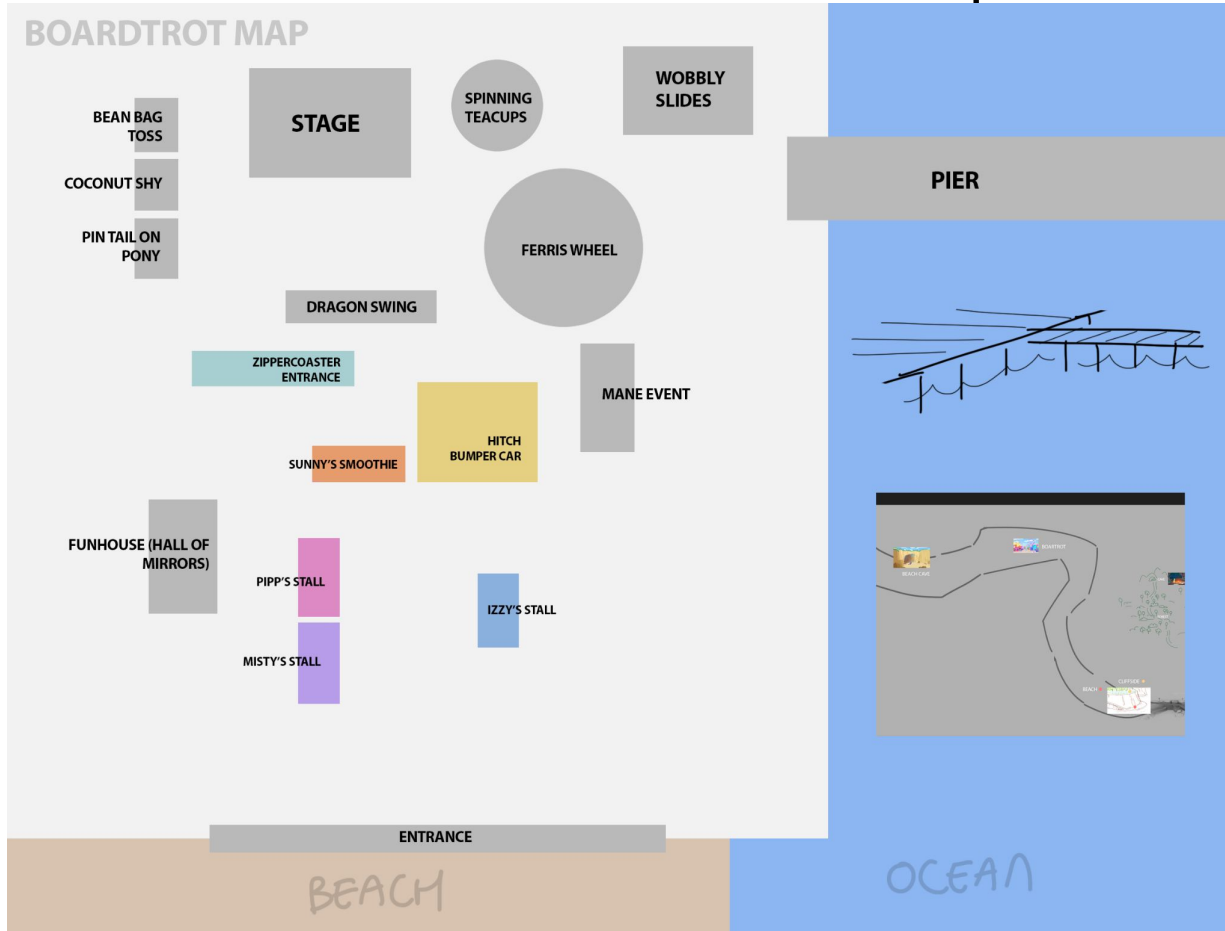 BOARDTROT MAP
BEAN BAG
TOSS
STAGE
SPINNING
TEACUPS
WOBBLY
SLIDES
COCONUT SHY
PIER
PIN TAIL ON
PONY
FERRIS WHEEL
DRAGON SWING
ZIPPERCOASTER
ENTRANCE
MANE EVENT
HITCH
BUMPER CAR
SUNNY'S SMOOTHIE
FUNHOUSE (HALL OF
MIRRORS)
PIPP'S STALL
IZZY'S STALL
MISTY'S STALL
BOARDTROT
BEACH CAVE
CLIFFSIDE
BEACH
ENTRANCE
BEACH
OCEAN